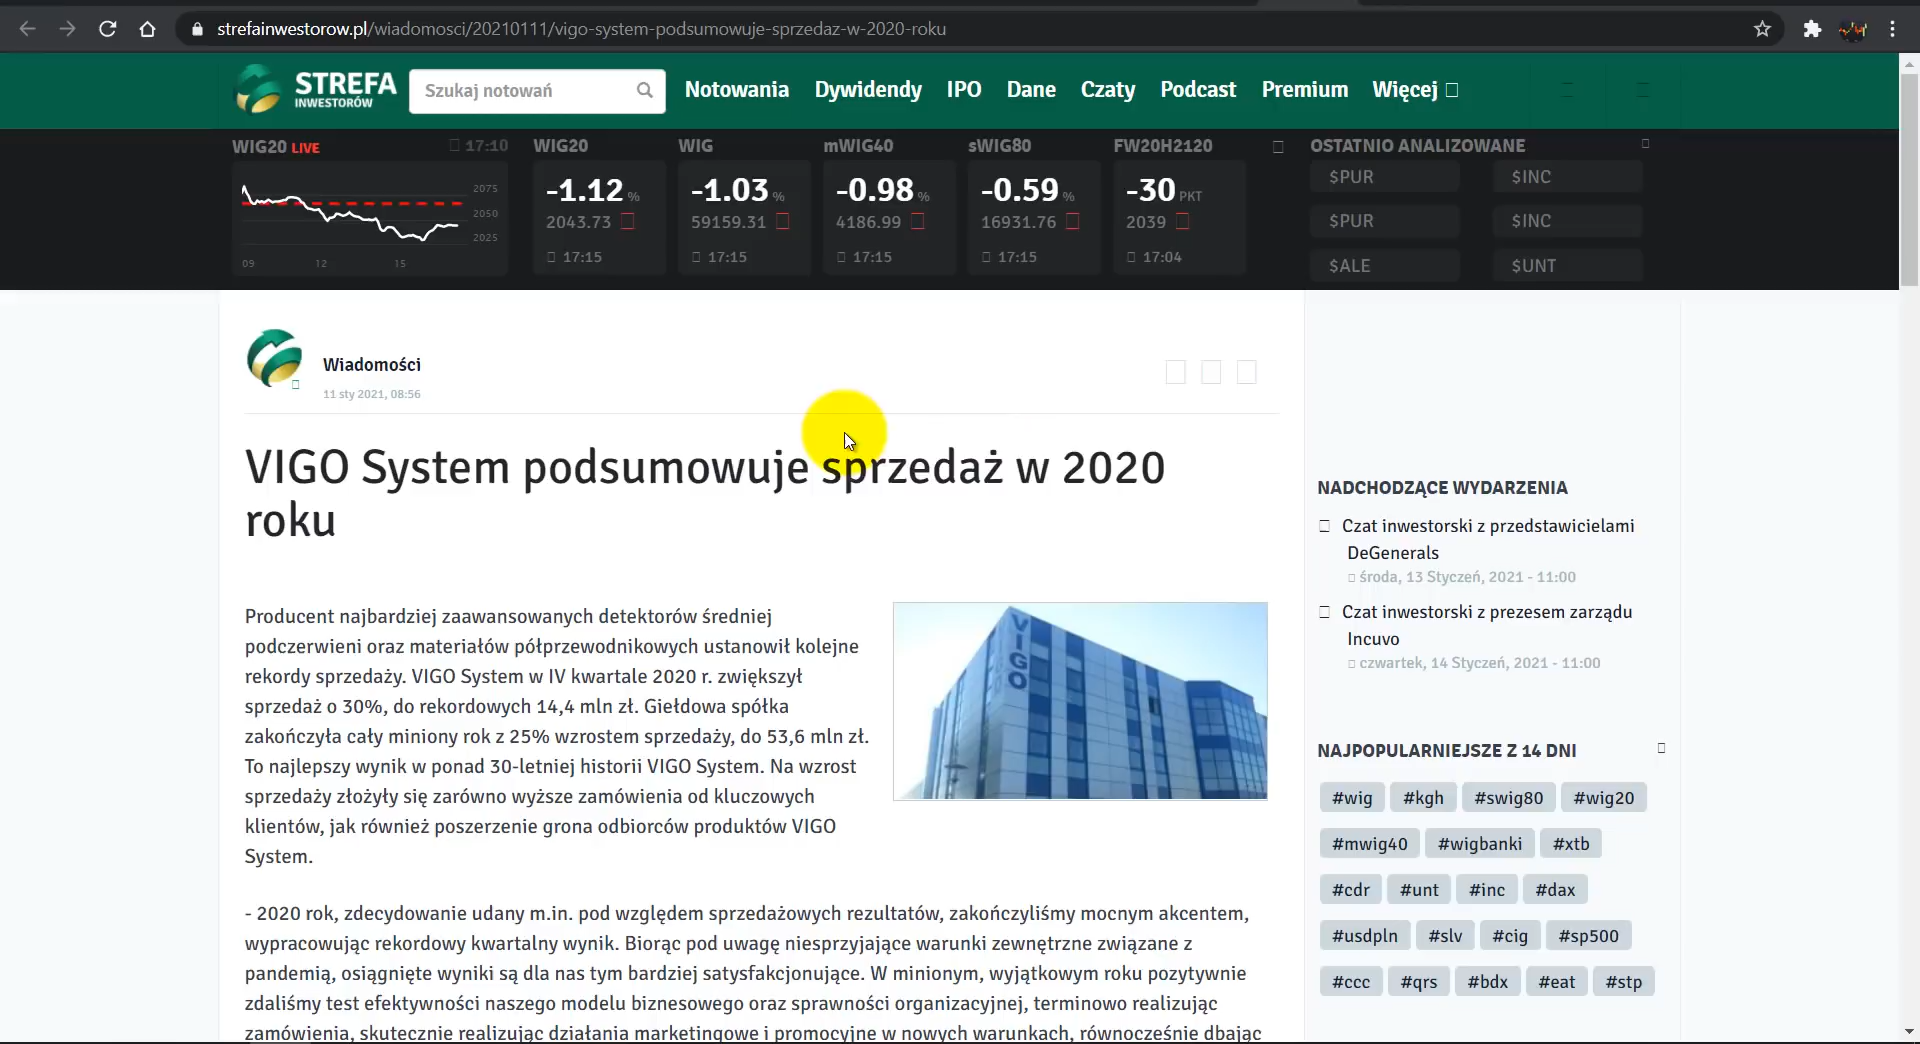 strefainwestorow.pl/wiadomosci/20210111/vigo-system-podsumowuje-sprzedaz-w-2020-roku
STREFA
INWESTORÓW
Szukaj notowań
Notowania Dywidendy IPO Dane Czaty Podcast Premium Więcej
WIG20 LIVE 17:10
2075
2050
2025
09 12 15
WIG20
-1.12 %
2043.73
17:15
WIG
-1.03 %
59159.31
17:15
mWIG40
-0.98 %
4186.99
17:15
sWIG80
-0.59 %
16931.76
17:15
FW20H2120
-30 PKT
2039
17:04
OSTATNIO ANALIZOWANE
$PUR $INC
$PUR $INC
$ALE $UNT
Wiadomości
11 sty 2021, 08:56
VIGO System podsumowuje sprzedaż w 2020
roku
Producent najbardziej zaawansowanych detektorów średniej
podczerwieni oraz materiałów półprzewodnikowych ustanowił kolejne
rekordy sprzedaży. VIGO System w IV kwartale 2020 r. zwiększył
sprzedaż o 30%, do rekordowych 14,4 mln zł. Giełdowa spółka
zakończyła cały miniony rok z 25% wzrostem sprzedaży, do 53,6 mln zł.
To najlepszy wynik w ponad 30-letniej historii VIGO System. Na wzrost
sprzedaży złożyły się zarówno wyższe zamówienia od kluczowych
klientów, jak również poszerzenie grona odbiorców produktów VIGO
System.
VIGO
- 2020 rok, zdecydowanie udany m.in. pod względem sprzedażowych rezultatów, zakończyliśmy mocnym akcentem,
wypracowując rekordowy kwartalny wynik. Biorąc pod uwagę niesprzyjające warunki zewnętrzne związane z
pandemią, osiągnięte wyniki są dla nas tym bardziej satysfakcjonujące. W minionym, wyjątkowym roku pozytywnie
zdaliśmy test efektywności naszego modelu biznesowego oraz sprawności organizacyjnej, terminowo realizując
zamówienia, skutecznie realizując działania marketingowe i promocyjne w nowych warunkach, równocześnie dbając
NADCHODZĄCE WYDARZENIA
Czat inwestorski z przedstawicielami
DeGenerals
środa, 13 Styczeń, 2021 - 11:00
Czat inwestorski z prezesem zarządu
Incuvo
czwartek, 14 Styczeń, 2021 - 11:00
NAJPOPULARNIEJSZE Z 14 DNI
#wig #kgh #swig80 #wig20
#mwig40 #wigbanki #xtb
#cdr #unt #inc #dax
#usdpln #slv #cig #sp500
#ccc #qrs #bdx #eat #stp